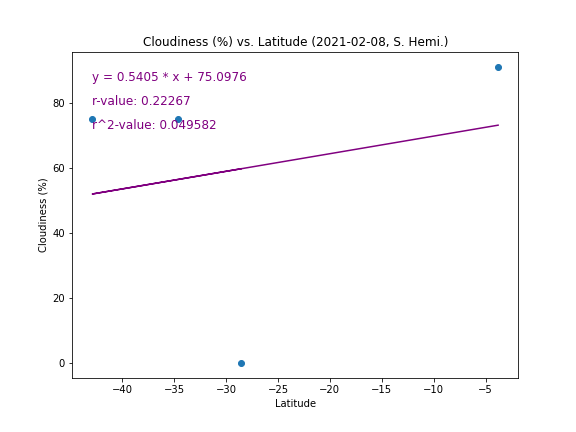 Cloudiness (%) vs. Latitude (2021-02-08, S. Hemi.)
y = 0.5405 * x + 75.0976
r-value: 0.22267
r^2-value: 0.049582
80
60
40
20
0
Cloudiness (%)
−40 −35 −30 −25 −20 −15 −10 −5
Latitude